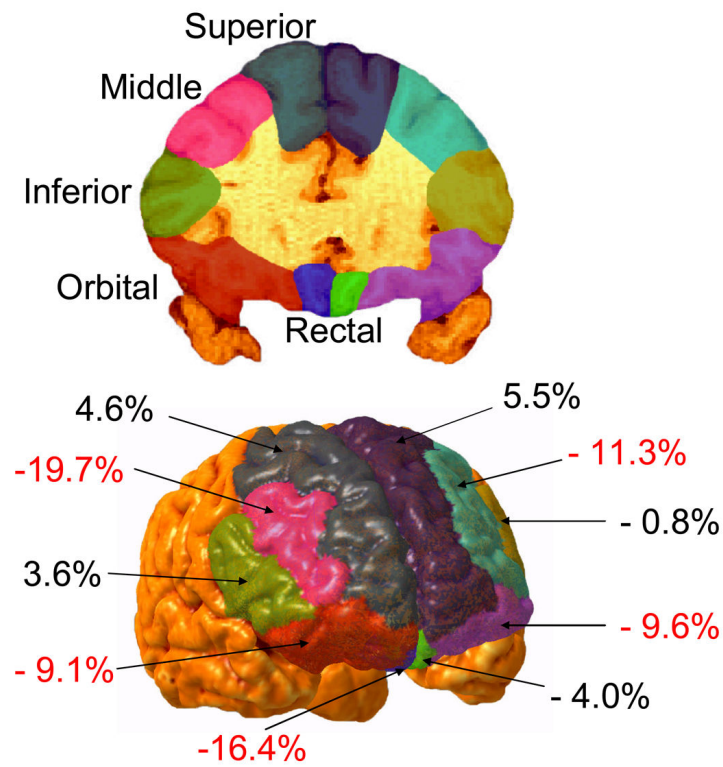 Superior
Middle
Inferior
Orbital
Rectal
4.6%
5.5%
-19.7%
- 11.3%
- 0.8%
3.6%
- 9.6%
- 9.1%
- 4.0%
-16.4%